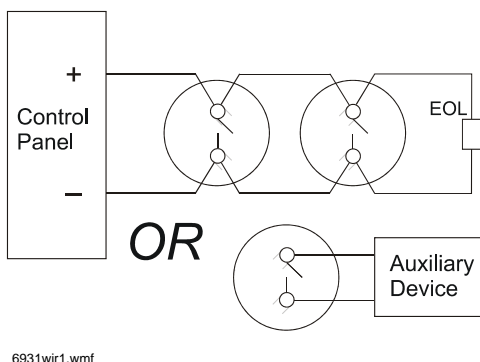 +
Control
Panel
EOL
−
OR
Auxiliary
Device
6931wir1.wmf